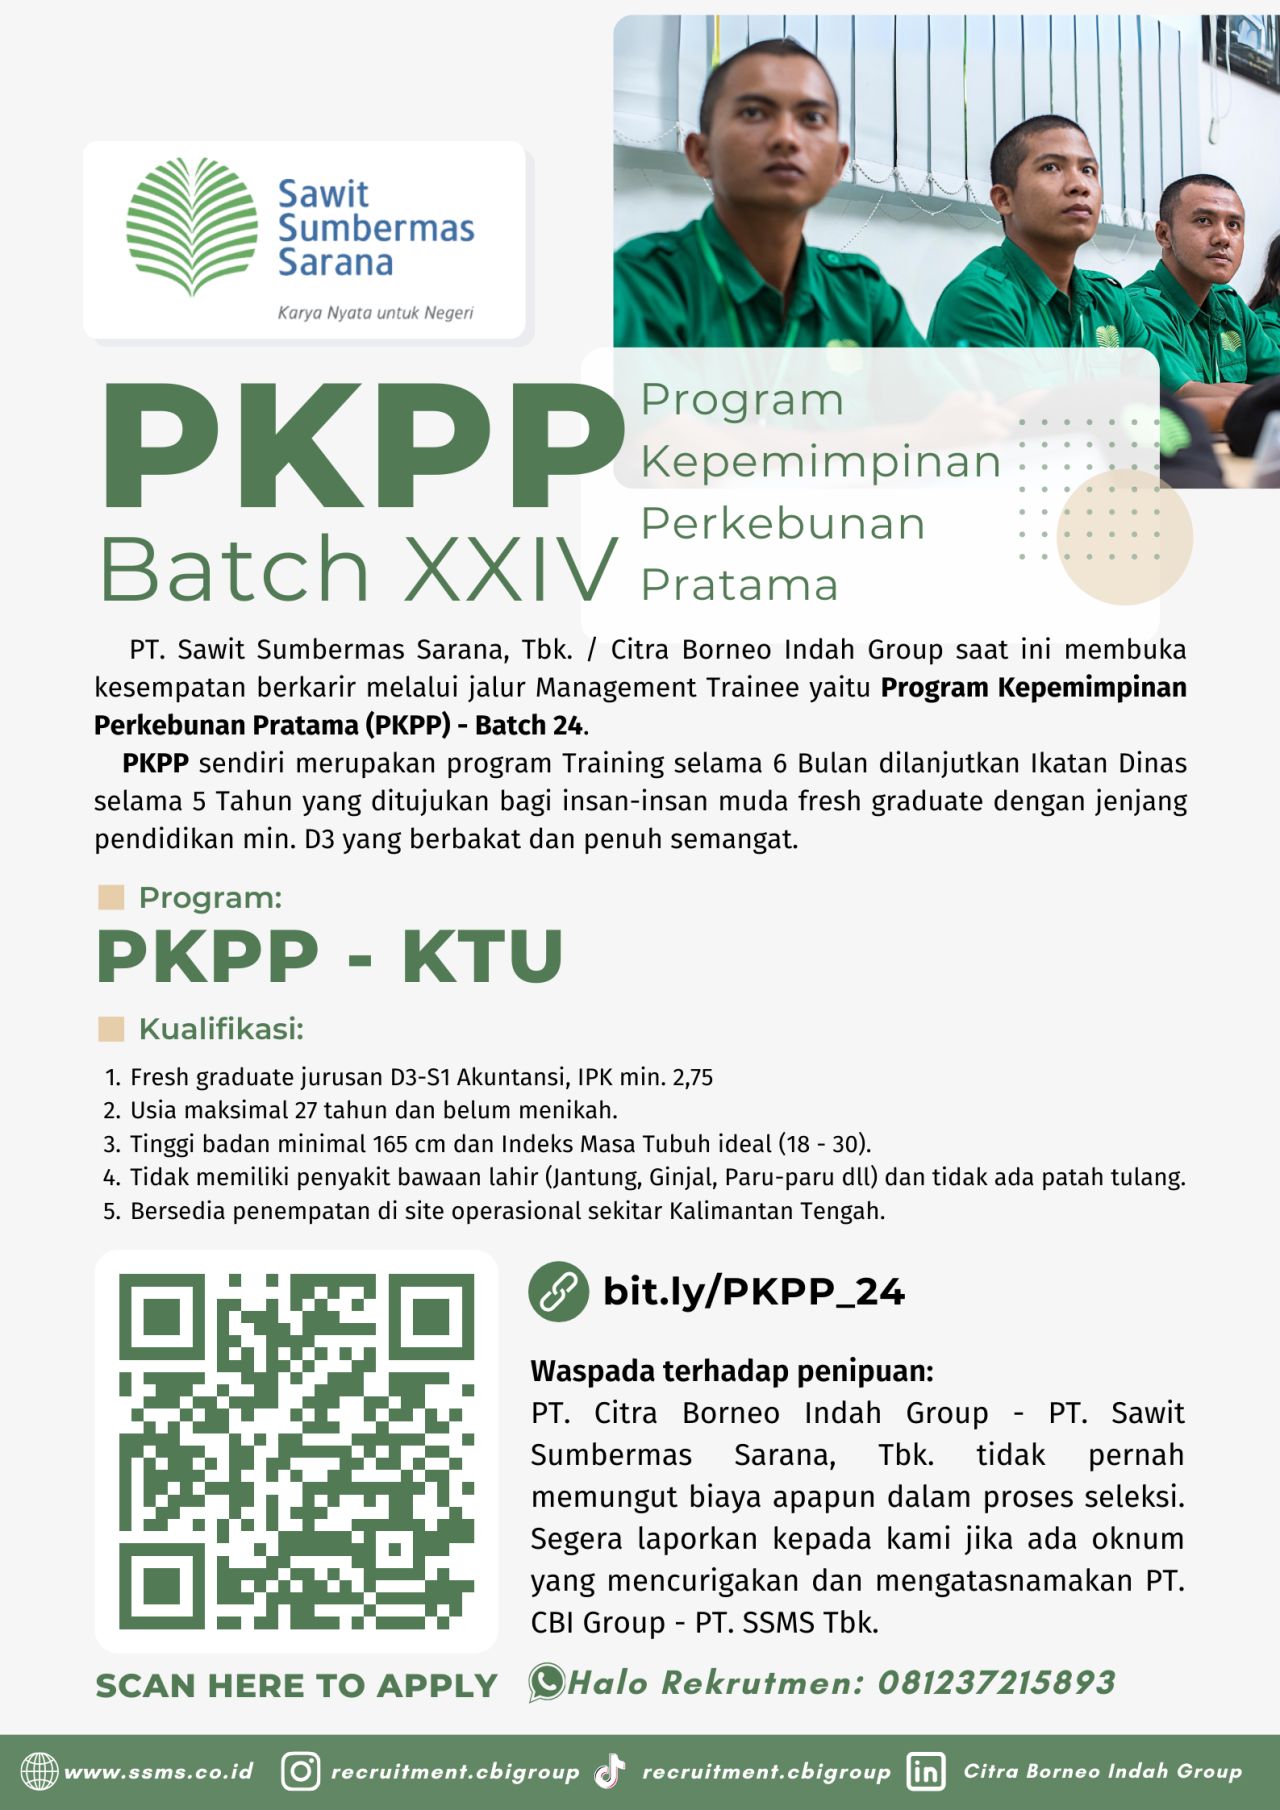 Sawit
Sumbermas
Sarana
Karya Nyata untuk Negeri
PKPP
Batch XXIV
Program
Kepemimpinan
Perkebunan
Pratama
PT. Sawit Sumbermas Sarana, Tbk. / Citra Borneo Indah Group saat ini membuka
kesempatan berkarir melalui jalur Management Trainee yaitu Program Kepemimpinan
Perkebunan Pratama (PKPP) - Batch 24.
PKPP sendiri merupakan program Training selama 6 Bulan dilanjutkan Ikatan Dinas
selama 5 Tahun yang ditujukan bagi insan-insan muda fresh graduate dengan jenjang
pendidikan min. D3 yang berbakat dan penuh semangat.
Program:
PKPP - KTU
Kualifikasi:
1. Fresh graduate jurusan D3-S1 Akuntansi, IPK min. 2,75
2. Usia maksimal 27 tahun dan belum menikah.
3. Tinggi badan minimal 165 cm dan Indeks Masa Tubuh ideal (18 - 30).
4. Tidak memiliki penyakit bawaan lahir (Jantung, Ginjal, Paru-paru dll) dan tidak ada patah tulang.
5. Bersedia penempatan di site operasional sekitar Kalimantan Tengah.
bit.ly/PKPP_24
Waspada terhadap penipuan:
PT. Citra Borneo Indah Group - PT. Sawit
Sumbermas Sarana, Tbk. tidak pernah
memungut biaya apapun dalam proses seleksi.
Segera laporkan kepada kami jika ada oknum
yang mencurigakan dan mengatasnamakan PT.
CBI Group - PT. SSMS Tbk.
SCAN HERE TO APPLY
Halo Rekrutmen: 081237215893
www.ssms.co.id
recruitment.cbigroup
recruitment.cbigroup
in
Citra Borneo Indah Group